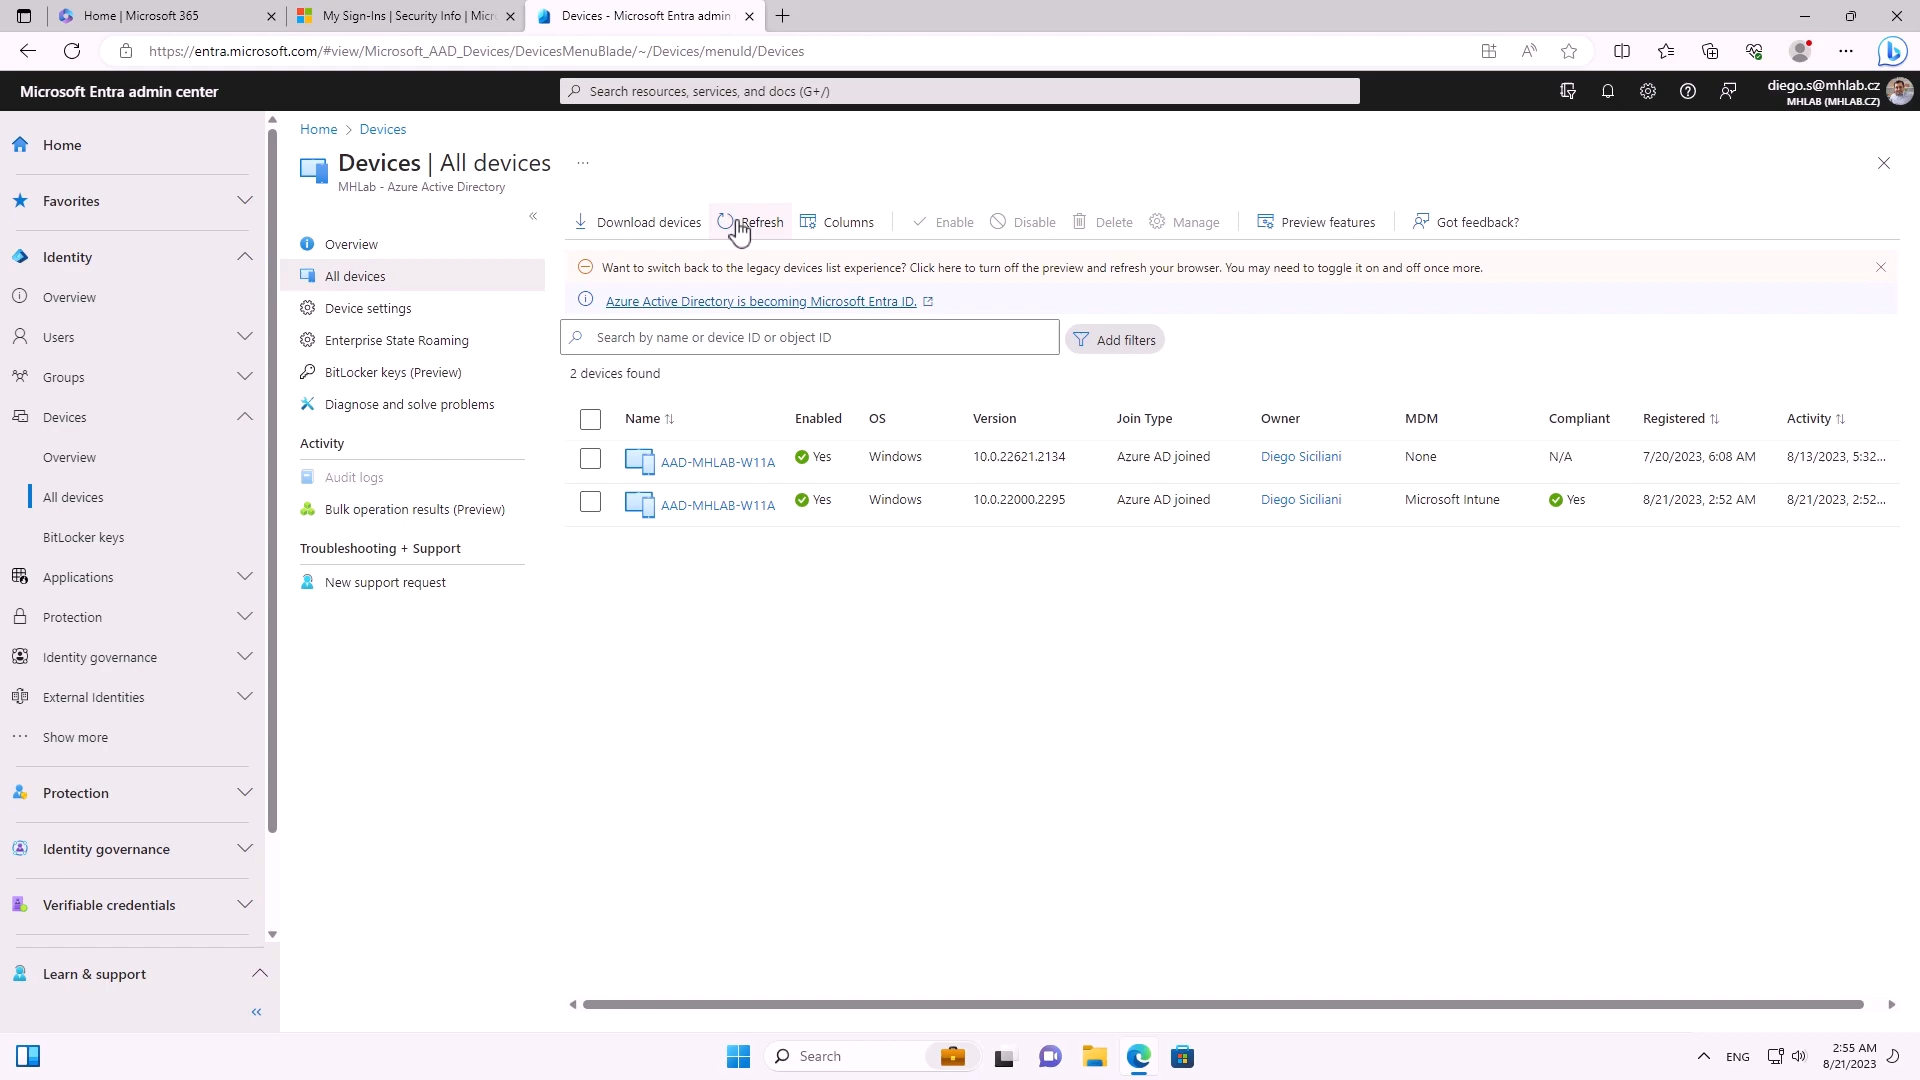 Home | Microsoft 365
My Sign-Ins | Security Info | Micr
Devices - Microsoft Entra admin
https://entra.microsoft.com/#view/Microsoft_AAD_Devices/DevicesMenuBlade/~/Devices/menuId/Devices
Microsoft Entra admin center
Search resources, services, and docs (G+/)
diego.s@mhlab.cz
MHLAB (MHLAB.CZ)
Home
Favorites
Identity
Overview
Users
Groups
Devices
Overview
All devices
BitLocker keys
Applications
Protection
Identity governance
External Identities
Show more
Protection
Identity governance
Verifiable credentials
Learn & support
Home > Devices
Devices | All devices
MHLab - Azure Active Directory
Overview
All devices
Device settings
Enterprise State Roaming
BitLocker keys (Preview)
Diagnose and solve problems
Activity
Audit logs
Bulk operation results (Preview)
Troubleshooting + Support
New support request
Download devices Refresh Columns Enable Disable Delete Manage Preview features Got feedback?
Want to switch back to the legacy devices list experience? Click here to turn off the preview and refresh your browser. You may need to toggle it on and off once more.
Azure Active Directory is becoming Microsoft Entra ID.
Search by name or device ID or object ID
Add filters
2 devices found
Name Enabled OS Version Join Type Owner MDM Compliant Registered Activity
AAD-MHLAB-W11A Yes Windows 10.0.22621.2134 Azure AD joined Diego Siciliani None N/A 7/20/2023, 6:08 AM 8/13/2023, 5:32...
AAD-MHLAB-W11A Yes Windows 10.0.22000.2295 Azure AD joined Diego Siciliani Microsoft Intune Yes 8/21/2023, 2:52 AM 8/21/2023, 2:52...
Search
ENG
2:55 AM
8/21/2023